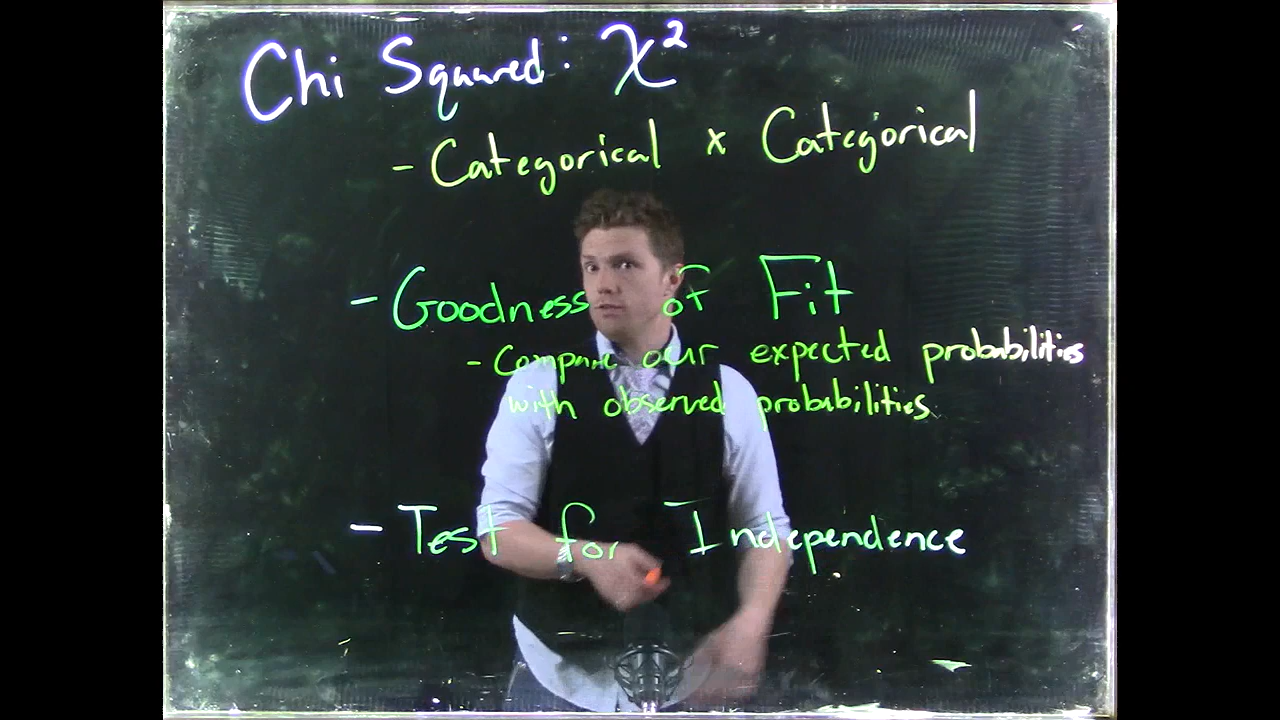 Chi Squared: χ²
- Categorical x Categorical
- Goodness of Fit
- Compare our expected probabilities
with observed probabilities
- Test for Independence